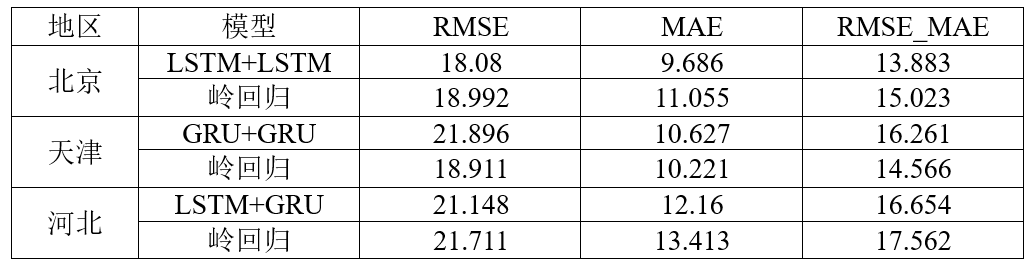 地区 模型 RMSE MAE RMSE_MAE
北京 LSTM+LSTM 18.08 9.686 13.883
岭回归 18.992 11.055 15.023
天津 GRU+GRU 21.896 10.627 16.261
岭回归 18.911 10.221 14.566
河北 LSTM+GRU 21.148 12.16 16.654
岭回归 21.711 13.413 17.562